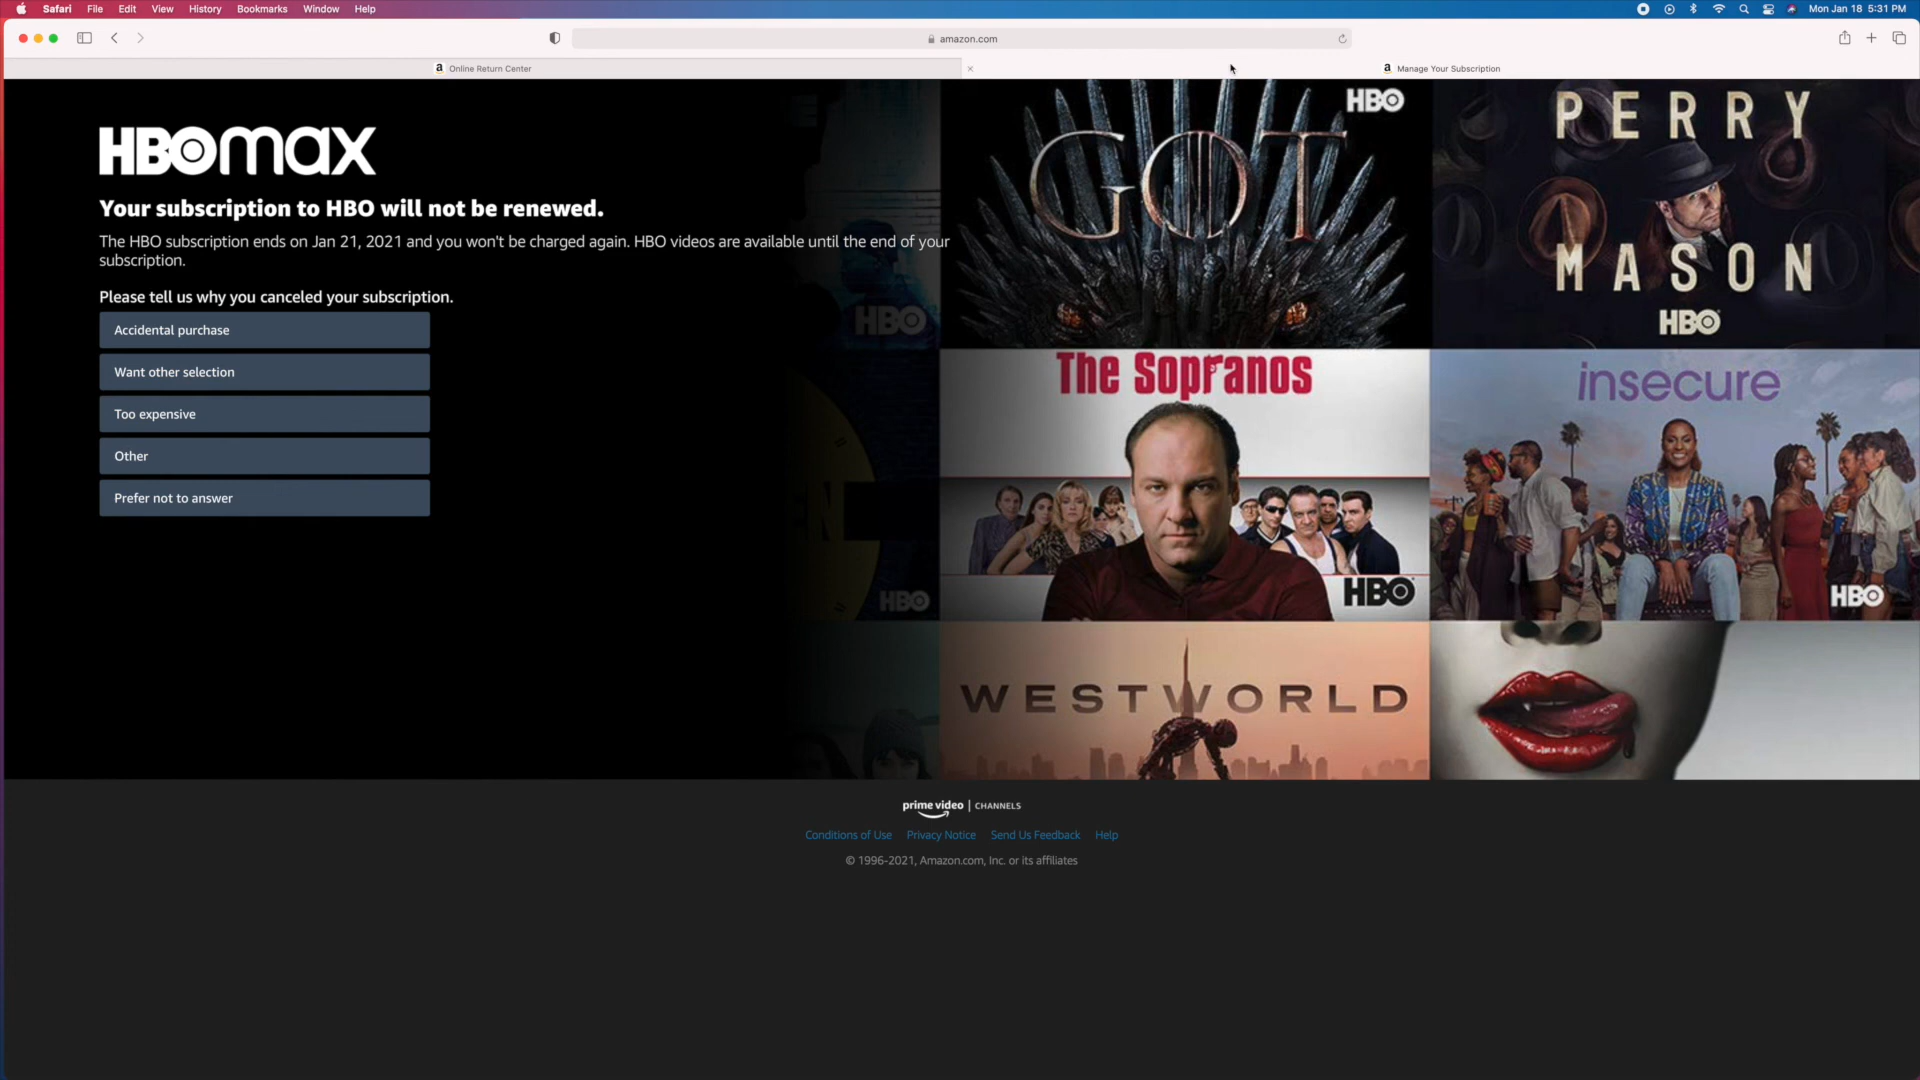 Safari File Edit View History Bookmarks Window Help
Mon Jan 18 5:31 PM
amazon.com
a Online Return Center
a Manage Your Subscription
HBOmax
Your subscription to HBO will not be renewed.
The HBO subscription ends on Jan 21, 2021 and you won't be charged again. HBO videos are available until the end of your
subscription.
Please tell us why you canceled your subscription.
Accidental purchase
Want other selection
Too expensive
Other
Prefer not to answer
HBO
HBO
GOT
HBO
PERRY
MASON
HBO
The Sopranos
HBO
insecure
HBO
WESTWORLD
prime video | CHANNELS
Conditions of Use Privacy Notice Send Us Feedback Help
© 1996-2021, Amazon.com, Inc. or its affiliates